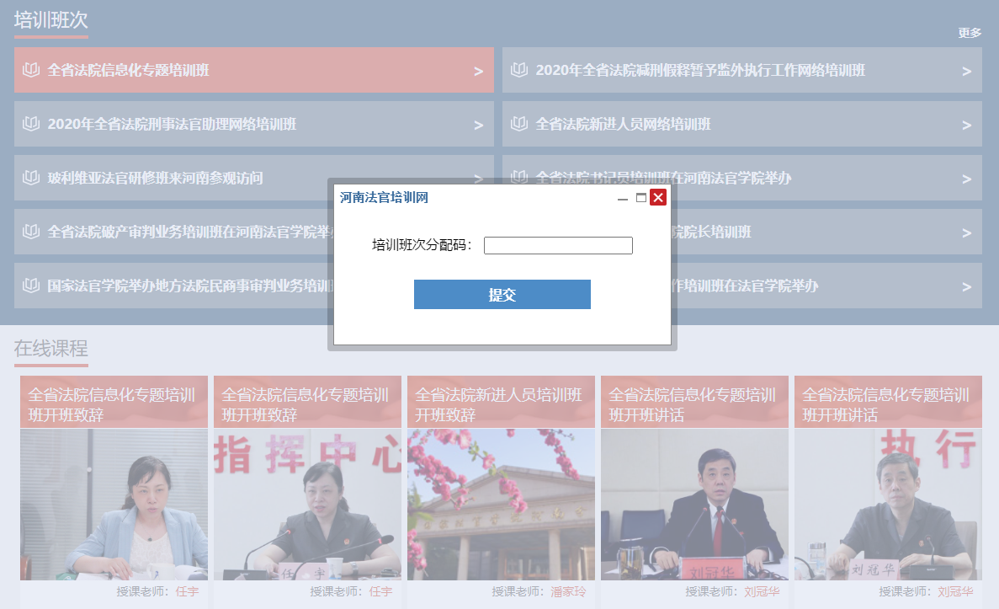 培训班次
更多
全省法院信息化专题培训班 >
2020年全省法院减刑假释暂予监外执行工作网络培训班 >
2020年全省法院刑事法官助理网络培训班 >
全省法院新进人员网络培训班 >
玻利维亚法官研修班来河南参观访问 >
全省法院书记员培训班在河南法官学院举办 >
河南法官培训网
全省法院破产审判业务培训班在河南法官学院举
院院长培训班 >
培训班次分配码：
国家法官学院举办地方法院民商事审判业务培训
作培训班在法官学院举办 >
提交
在线课程
全省法院信息化专题培训
班开班致辞
全省法院信息化专题培训
班开班致辞
全省法院新进人员培训班
开班致辞
全省法院信息化专题培训
班开班讲话
全省法院信息化专题培训
班开班讲话
指挥中心
执行
任宇
刘冠华
刘冠华
授课老师：任宇
授课老师：任宇
授课老师：潘家玲
授课老师：刘冠华
授课老师：刘冠华